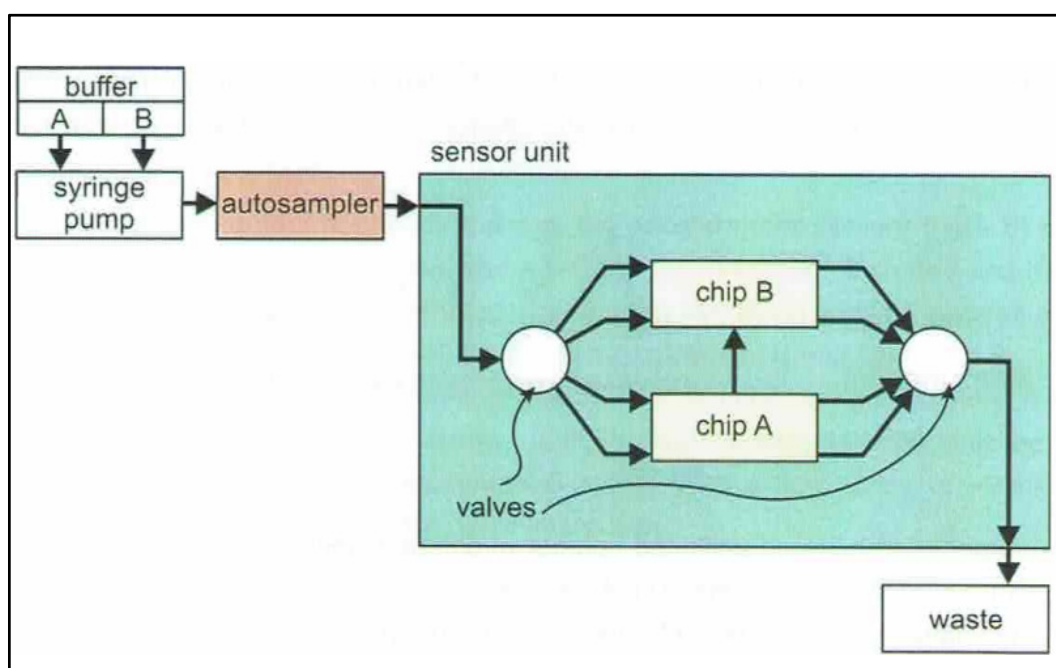 buffer
A B
syringe
pump
autosampler
sensor unit
chip B
chip A
valves
waste